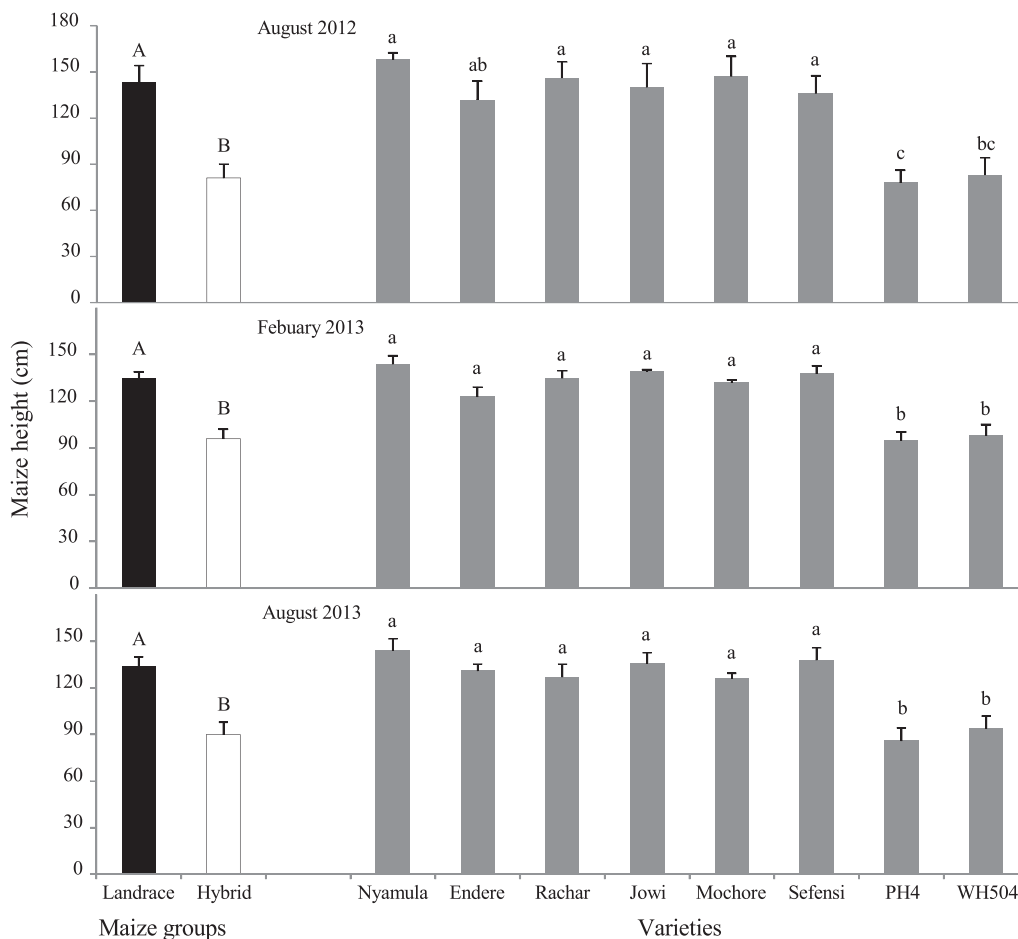 180
August 2012
A
a
ab
a
a
a
a
150
120
B
c
bc
90
60
30
0
Febuary 2013
A
a
a
a
a
a
a
150
120
B
b
b
90
60
30
0
August 2013
A
a
a
a
a
a
a
150
120
B
b
b
90
60
30
0
Maize height (cm)
Landrace Hybrid Nyamula Endere Rachar Jowi Mochore Sefensi PH4 WH504
Maize groups Varieties